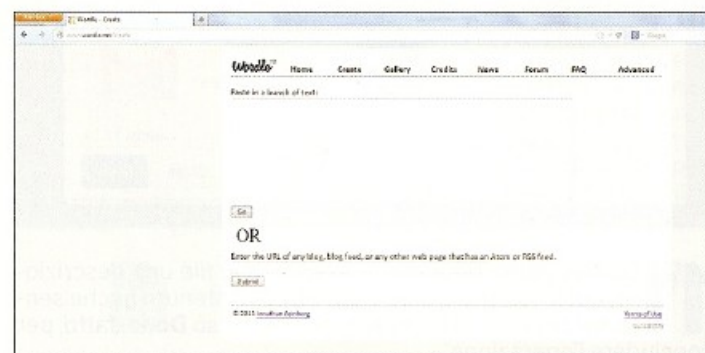 Wordle - Create
Wordle™ Home Create Gallery Credits News Forum FAQ Advanced
Paste in a bunch of text:
Go
OR
Enter the URL of any blog, blog feed, or any other web page that has an Atom or RSS feed.
Submit
© 2013 Jonathan Feinberg
Terms of Use